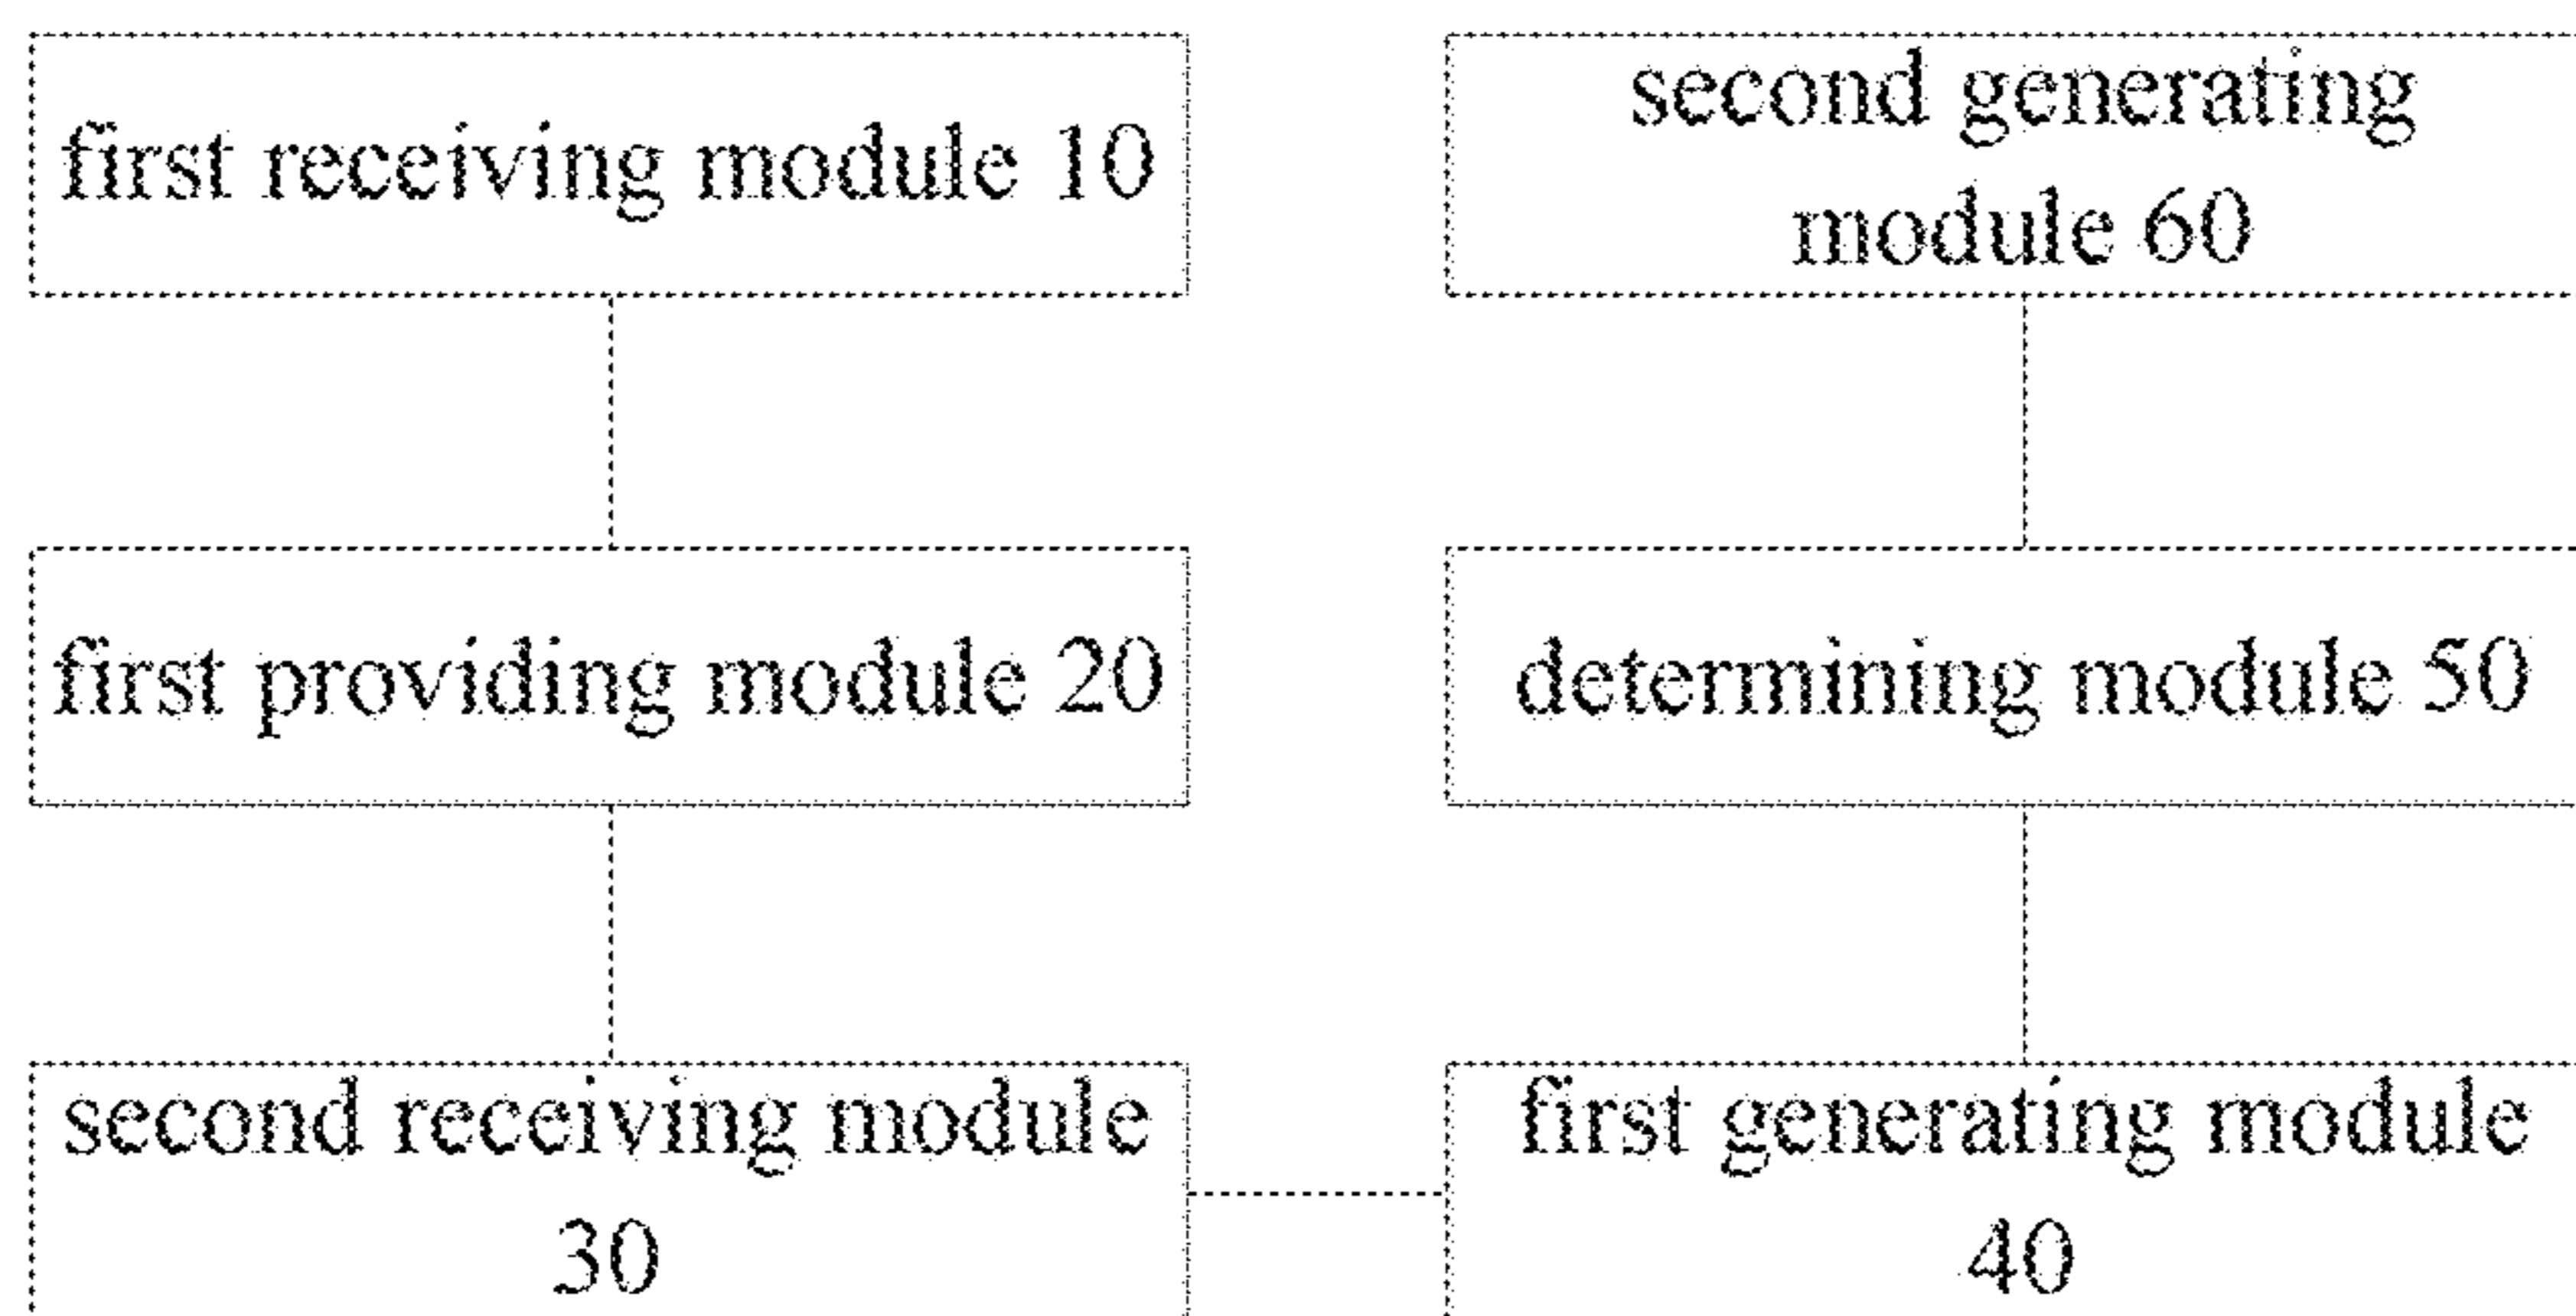 first receiving module 10
second generating
module 60
first providing module 20
determining module 50
second receiving module
30
first generating module
40